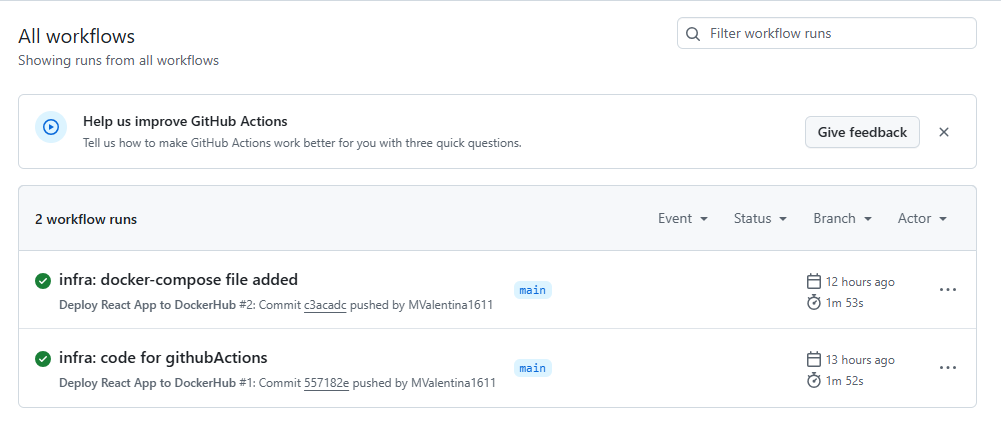 All workflows
Filter workflow runs
Showing runs from all workflows
Help us improve GitHub Actions
Tell us how to make GitHub Actions work better for you with three quick questions.
Give feedback
2 workflow runs
Event Status Branch Actor
infra: docker-compose file added
Deploy React App to DockerHub #2: Commit c3acadc pushed by MValentina1611
main
12 hours ago
1m 53s
infra: code for githubActions
Deploy React App to DockerHub #1: Commit 557182e pushed by MValentina1611
main
13 hours ago
1m 52s